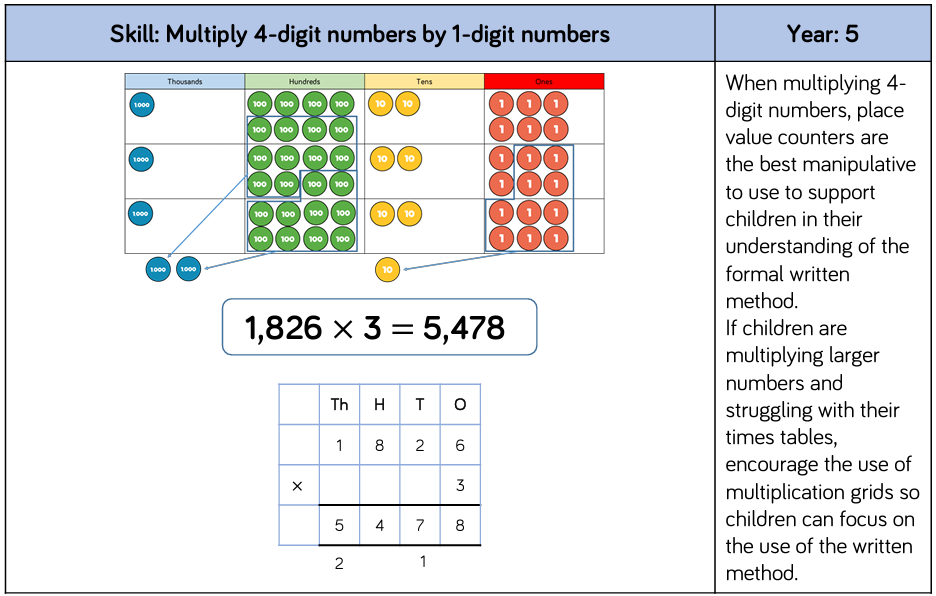 Skill: Multiply 4-digit numbers by 1-digit numbers
Year: 5
Thousands Hundreds Tens Ones
1,000 100 100 100 100 10 10 1 1 1
100 100 100 100 1 1 1
1,000 100 100 100 100 10 10 1 1 1
100 100 100 100 1 1 1
1,000 100 100 100 100 10 10 1 1 1
100 100 100 100 1 1 1
1,000 1,000 10
1,826 × 3 = 5,478
Th H T O
1 8 2 6
× 3
5 4 7 8
2 1
When multiplying 4-
digit numbers, place
value counters are
the best manipulative
to use to support
children in their
understanding of the
formal written
method.
If children are
multiplying larger
numbers and
struggling with their
times tables,
encourage the use of
multiplication grids so
children can focus on
the use of the written
method.